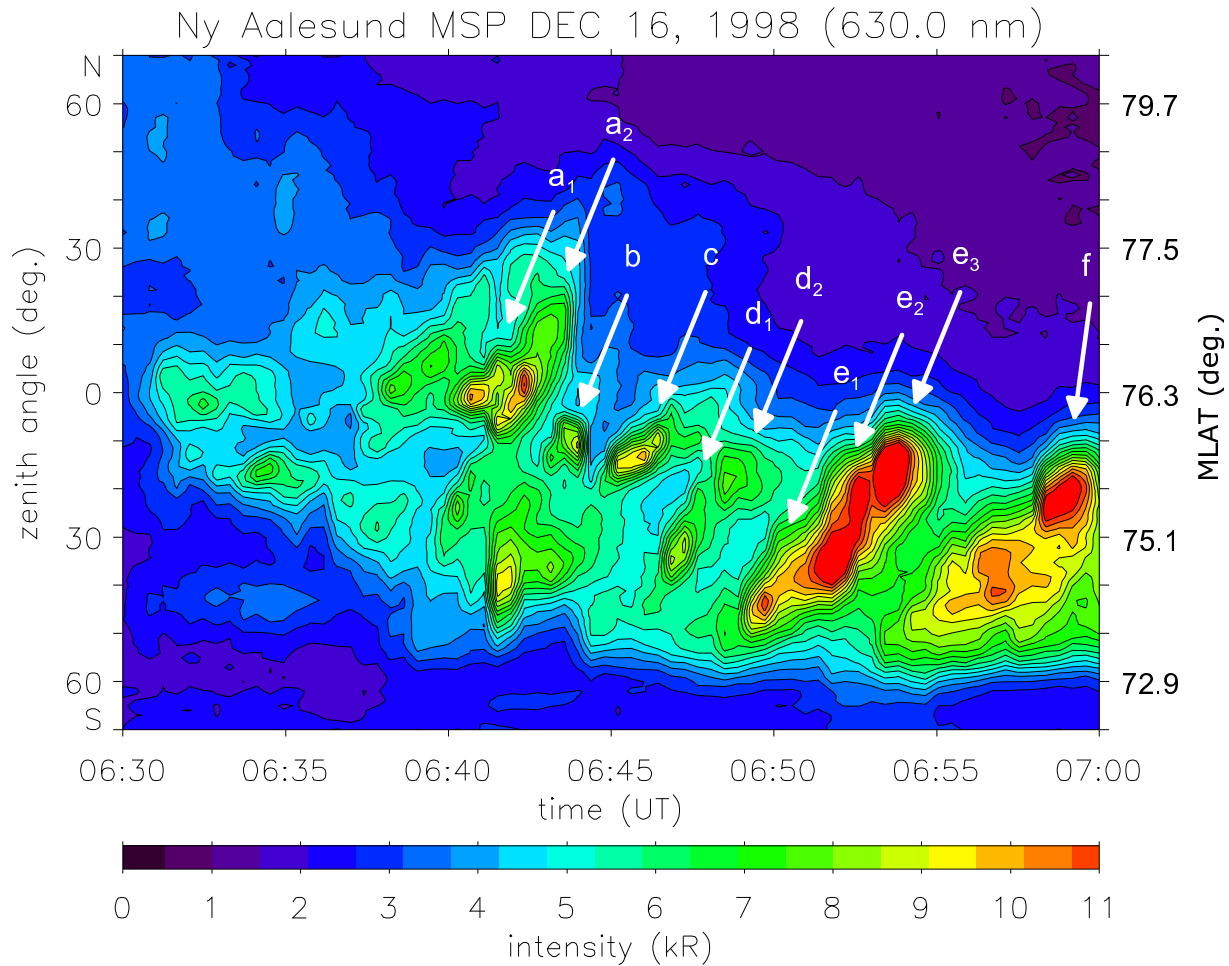 Ny Aalesund MSP DEC 16, 1998 (630.0 nm)
N
60
30
0
30
60
S
zenith angle (deg.)
a1
a2
b
c
d1
d2
e1
e2
e3
f
79.7
77.5
76.3
75.1
72.9
MLAT (deg.)
06:30 06:35 06:40 06:45 06:50 06:55 07:00
time (UT)
0 1 2 3 4 5 6 7 8 9 10 11
intensity (kR)